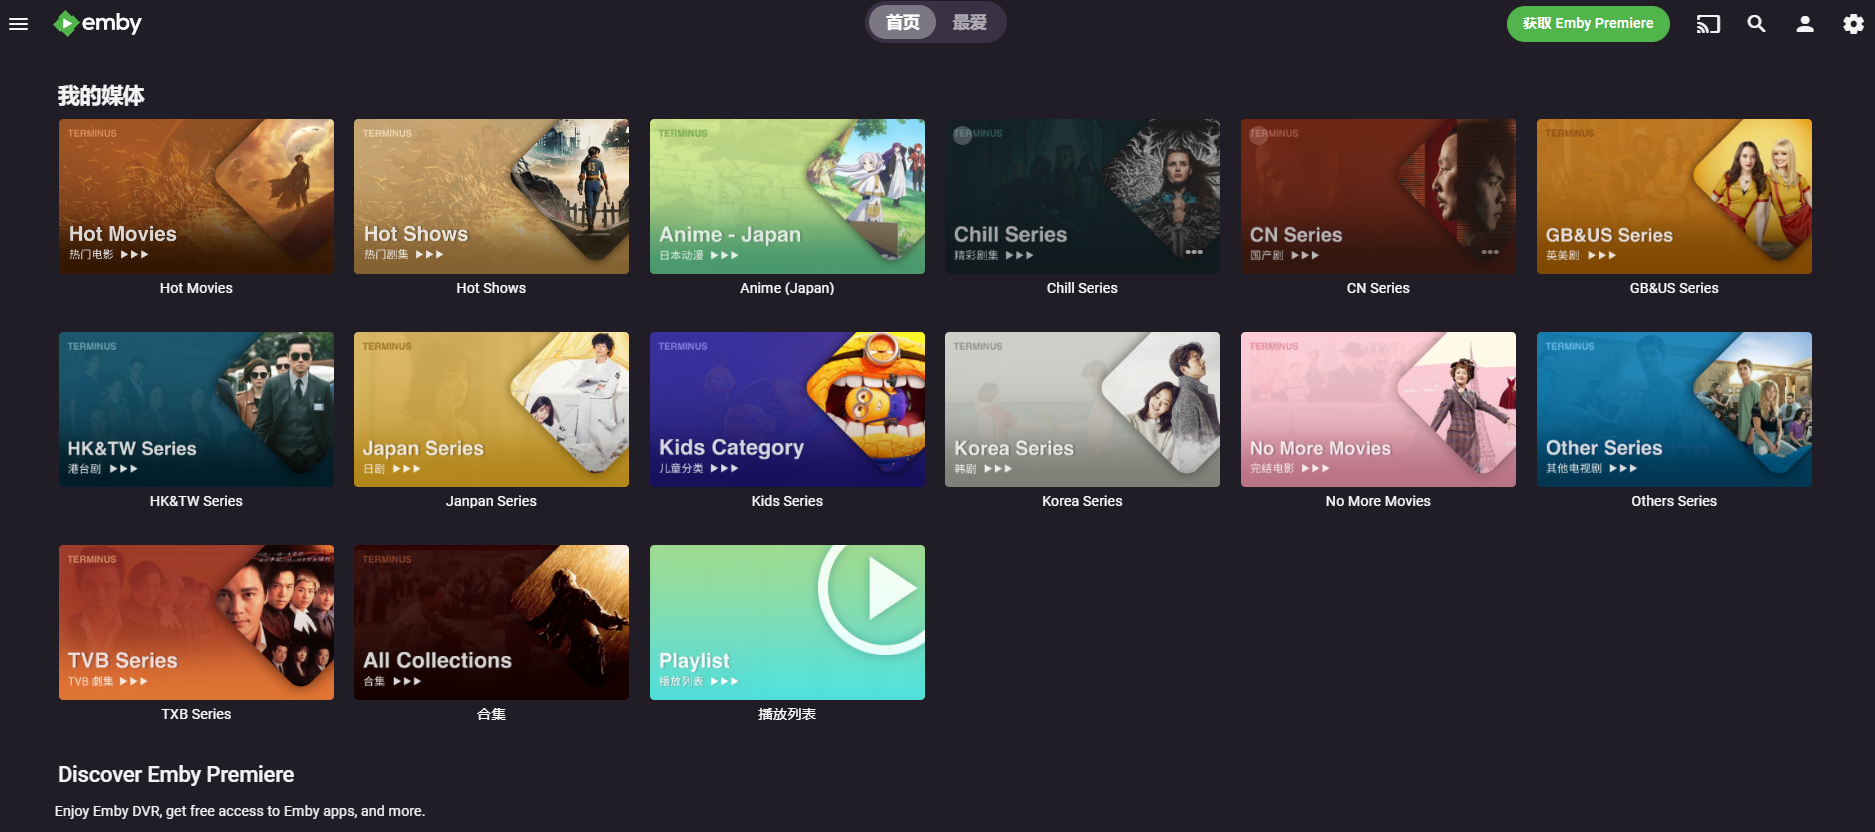 emby
首页
最爱
获取 Emby Premiere
我的媒体
TERMINUS
Hot Movies
热门电影 ▶▶▶
Hot Movies
TERMINUS
Hot Shows
热门剧集 ▶▶▶
Hot Shows
TERMINUS
Anime - Japan
日本动漫 ▶▶▶
Anime (Japan)
TERMINUS
Chill Series
精彩剧集 ▶▶▶
Chill Series
TERMINUS
CN Series
国产剧 ▶▶▶
CN Series
TERMINUS
GB&US Series
英美剧 ▶▶▶
GB&US Series
TERMINUS
HK&TW Series
港台剧 ▶▶▶
HK&TW Series
TERMINUS
Japan Series
日剧 ▶▶▶
Janpan Series
TERMINUS
Kids Category
儿童分类 ▶▶▶
Kids Series
TERMINUS
Korea Series
韩剧 ▶▶▶
Korea Series
TERMINUS
No More Movies
完结电影 ▶▶▶
No More Movies
TERMINUS
Other Series
其他电视剧 ▶▶▶
Others Series
TERMINUS
TVB Series
TVB 劇集 ▶▶▶
TXB Series
TERMINUS
All Collections
合集 ▶▶▶
合集
Playlist
播放列表 ▶▶▶
播放列表
Discover Emby Premiere
Enjoy Emby DVR, get free access to Emby apps, and more.